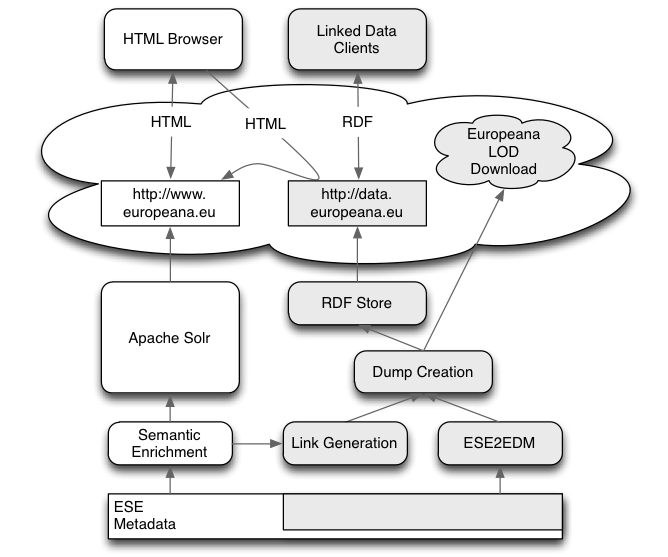 HTML Browser
Linked Data
Clients
HTML
HTML
RDF
Europeana
LOD
Download
http://www.
europeana.eu
http://data.
europeana.eu
Apache Solr
RDF Store
Dump Creation
Semantic
Enrichment
Link Generation
ESE2EDM
ESE
Metadata